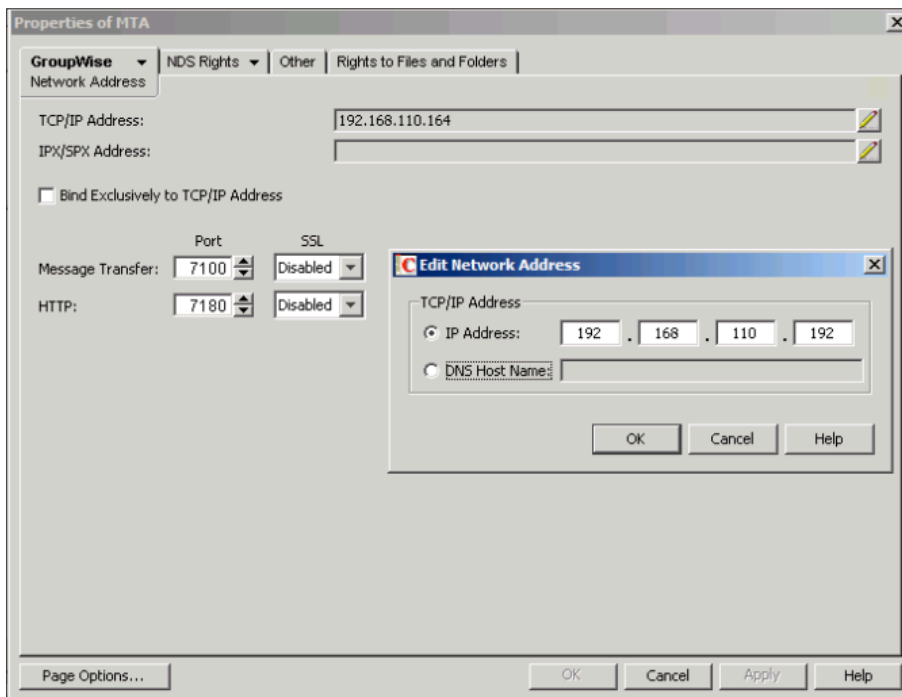 Properties of MTA
GroupWise NDS Rights Other Rights to Files and Folders
Network Address
TCP/IP Address: 192.168.110.164
IPX/SPX Address:
Bind Exclusively to TCP/IP Address
Port SSL
Message Transfer: 7100 Disabled
HTTP: 7180 Disabled
Edit Network Address
TCP/IP Address
IP Address: 192 . 168 . 110 . 192
DNS Host Name:
OK Cancel Help
Page Options... OK Cancel Apply Help